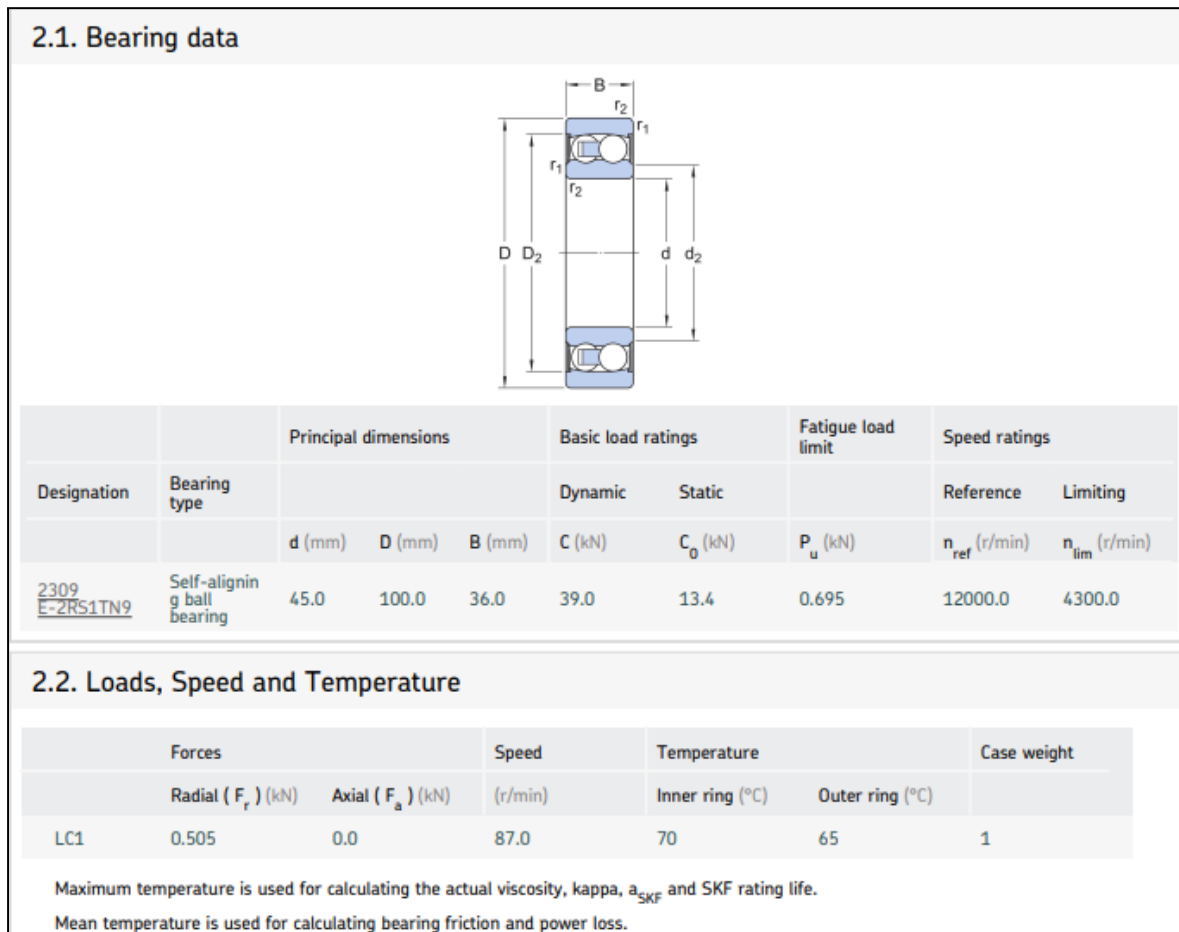 2.1. Bearing data
B
r2
r1
r1
r2
D D2 d d2
Principal dimensions Basic load ratings Fatigue load limit Speed ratings
Designation Bearing type Dynamic Static Reference Limiting
d (mm) D (mm) B (mm) C (kN) C0 (kN) Pu (kN) nref (r/min) nlim (r/min)
2309 E-2RS1TN9 Self-alignin g ball bearing 45.0 100.0 36.0 39.0 13.4 0.695 12000.0 4300.0
2.2. Loads, Speed and Temperature
Forces Speed Temperature Case weight
Radial ( Fr ) (kN) Axial ( Fa ) (kN) (r/min) Inner ring (°C) Outer ring (°C)
LC1 0.505 0.0 87.0 70 65 1
Maximum temperature is used for calculating the actual viscosity, kappa, aSKF and SKF rating life.
Mean temperature is used for calculating bearing friction and power loss.